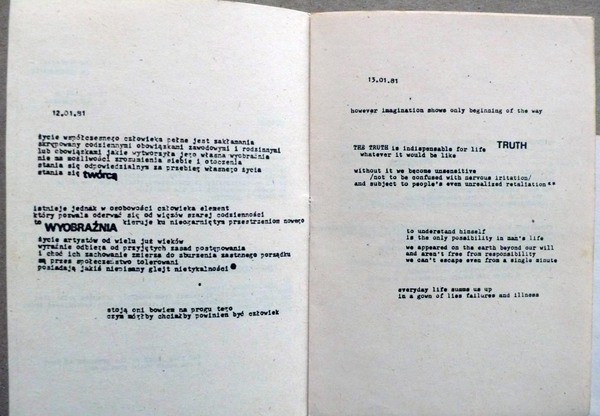 12.01.81
życie współczesnego człowieka pełne jest zakłamania
skrępowany codziennymi obowiązkami zawodowymi i rodzinnymi
lub obowiązkami jakie wytworzyła jego własna wyobraźnia
nie ma możliwości zrozumienia siebie i otoczenia
stania się odpowiedzialnym za przebieg własnego życia
stania się twórcą
istnieje jednak w osobowości człowieka element
który pozwala oderwać się od więzów szarej codzienności
to WYOBRAŹNIA kieruje ku nieogarniętym przestrzeniom nowego
życie artystów od wielu już wieków
wyraźnie odbiega od przyjętych zasad postępowania
i choć ich zachowanie zmierza do zburzenia zastanego porządku
są przez społeczeństwo tolerowani
posiadają jakiś niepisany glejt nietykalności
stoją oni bowiem na progu tego
czym mógłby chciałby powinien być człowiek
13.01.81
however imagination shows only beginning of the way
THE TRUTH is indispensable for life TRUTH
whatever it would be like
without it we become unsensitive
/not to be confused with nervous irritation/
and subject to people's even unrealized retaliation
to understand himself
is the only possibility in man's life
we appeared on the earth beyond our will
and aren't free from responsibility
we can't escape even from a single minute
everyday life summs us up
in a gown of lies failures and illness